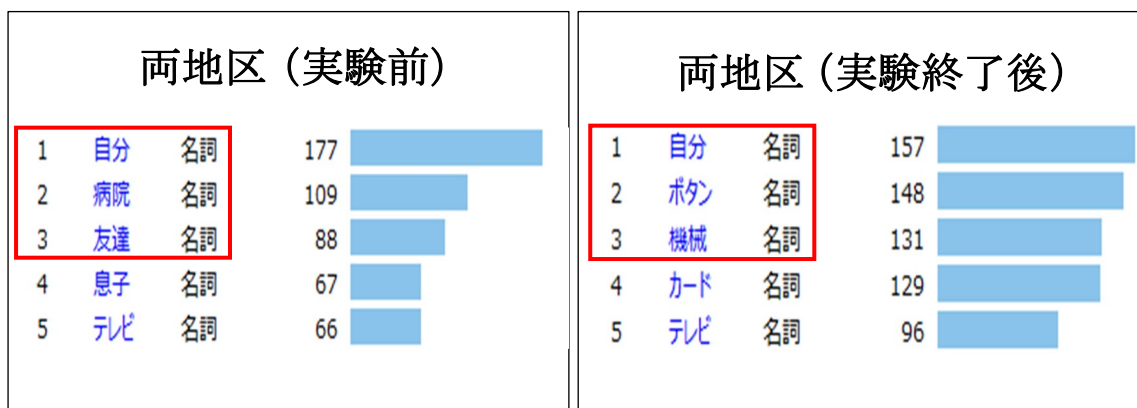 両地区（実験前）
1 自分 名詞 177
2 病院 名詞 109
3 友達 名詞 88
4 息子 名詞 67
5 テレビ 名詞 66
両地区（実験終了後）
1 自分 名詞 157
2 ボタン 名詞 148
3 機械 名詞 131
4 カード 名詞 129
5 テレビ 名詞 96